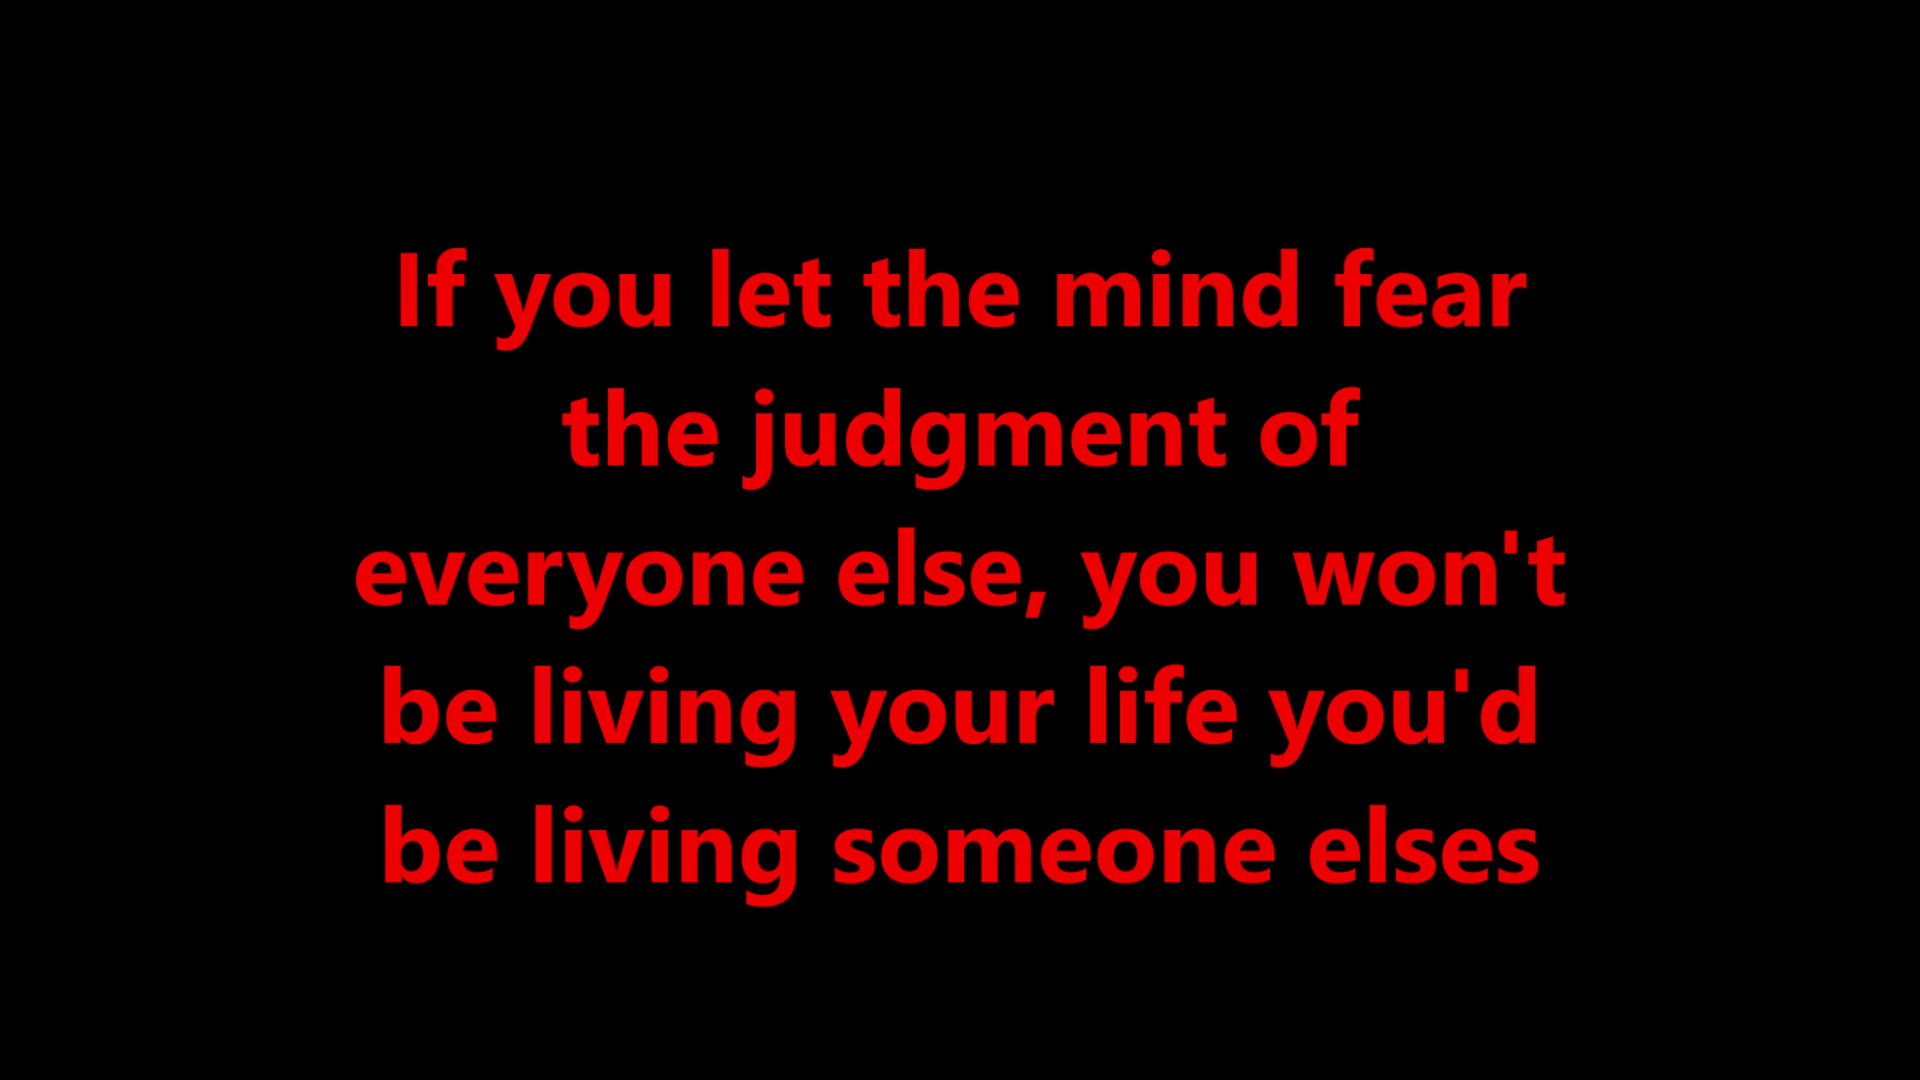 If you let the mind fear
the judgment of
everyone else, you won't
be living your life you'd
be living someone elses